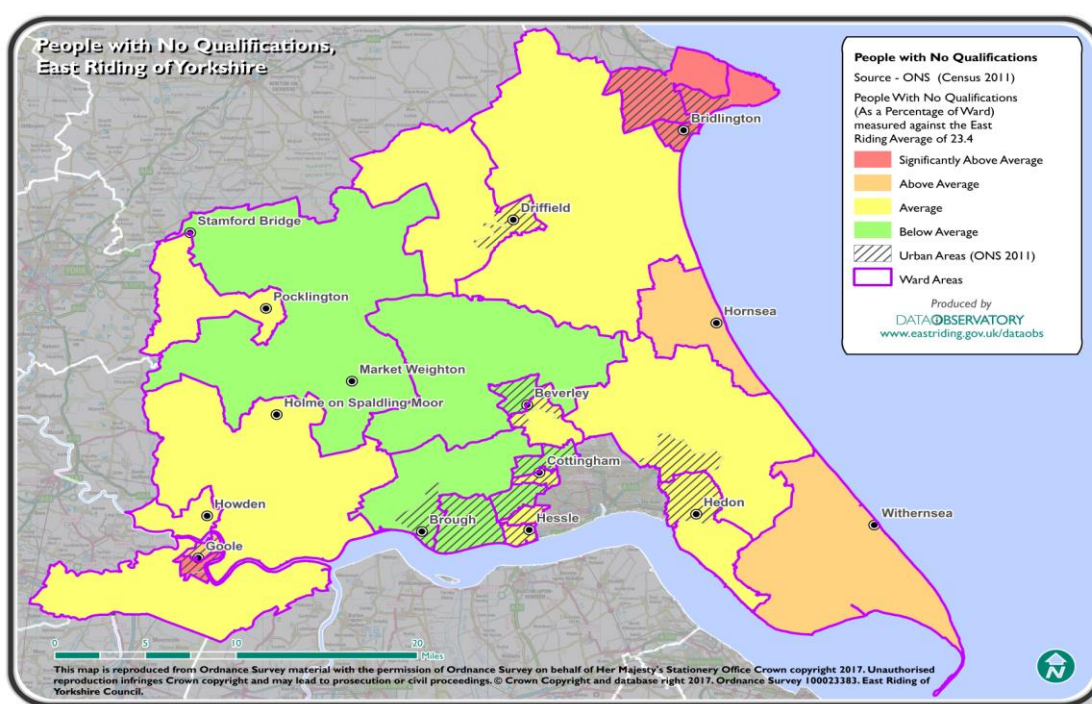 People with No Qualifications,
East Riding of Yorkshire
People with No Qualifications
Source - ONS (Census 2011)
People With No Qualifications
(As a Percentage of Ward)
measured against the East
Riding Average of 23.4
Significantly Above Average
Above Average
Average
Below Average
Urban Areas (ONS 2011)
Ward Areas
Produced by
DATA OBSERVATORY
www.eastriding.gov.uk/dataobs
Bridlington
Driffield
Stamford Bridge
Pocklington
Hornsea
Market Weighton
Beverley
Holme on Spalding Moor
Cottingham
Howden
Brough
Hessle
Hedon
Withernsea
Goole
0 5 10 20
Miles
This map is reproduced from Ordnance Survey material with the permission of Ordnance Survey on behalf of Her Majesty's Stationery Office Crown copyright 2017. Unauthorised
reproduction infringes Crown copyright and may lead to prosecution or civil proceedings. © Crown Copyright and database right 2017. Ordnance Survey 100023383. East Riding of
Yorkshire Council.
N